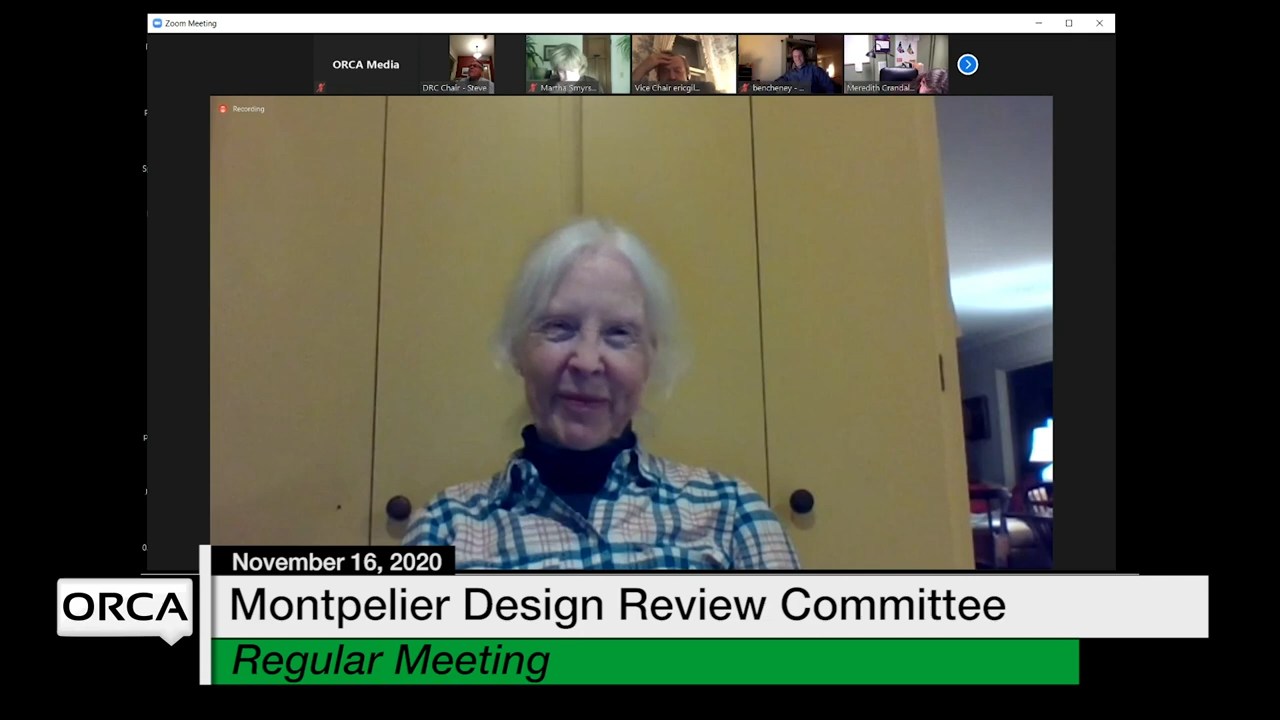 Zoom Meeting
ORCA Media
DRC Chair - Steve
Martha Smyrs...
Vice Chair ericgil...
bencheney - ...
Meredith Crandal...
Recording
November 16, 2020
ORCA
Montpelier Design Review Committee
Regular Meeting